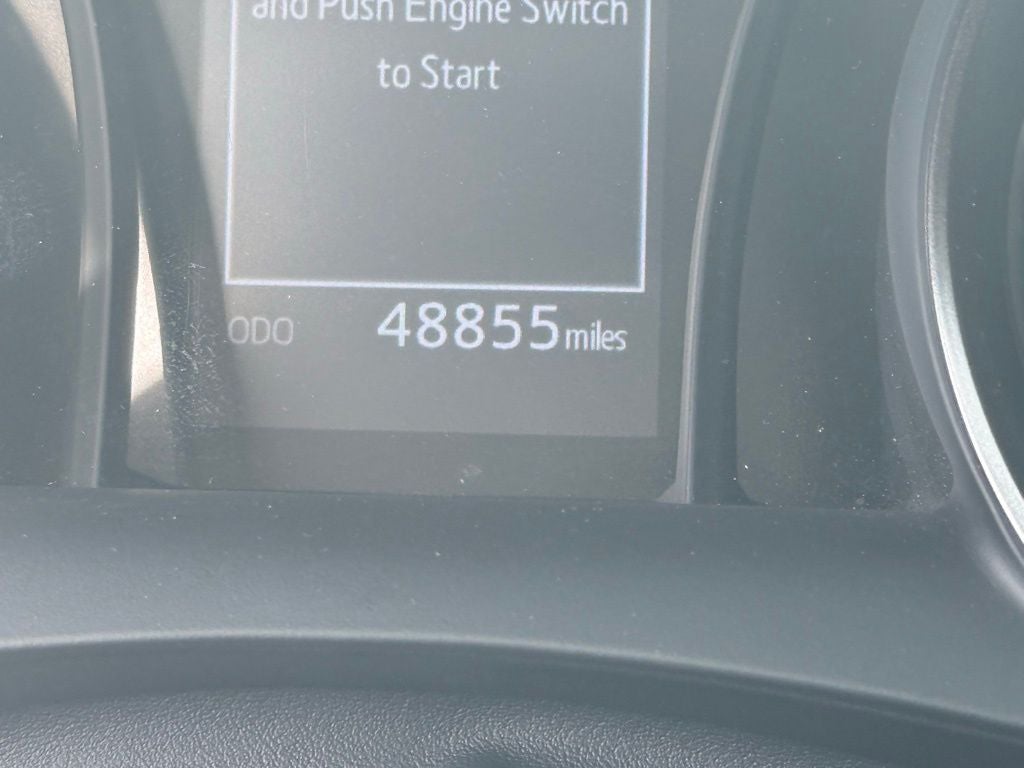 and Push Engine Switch
to Start
ODO 48855 miles